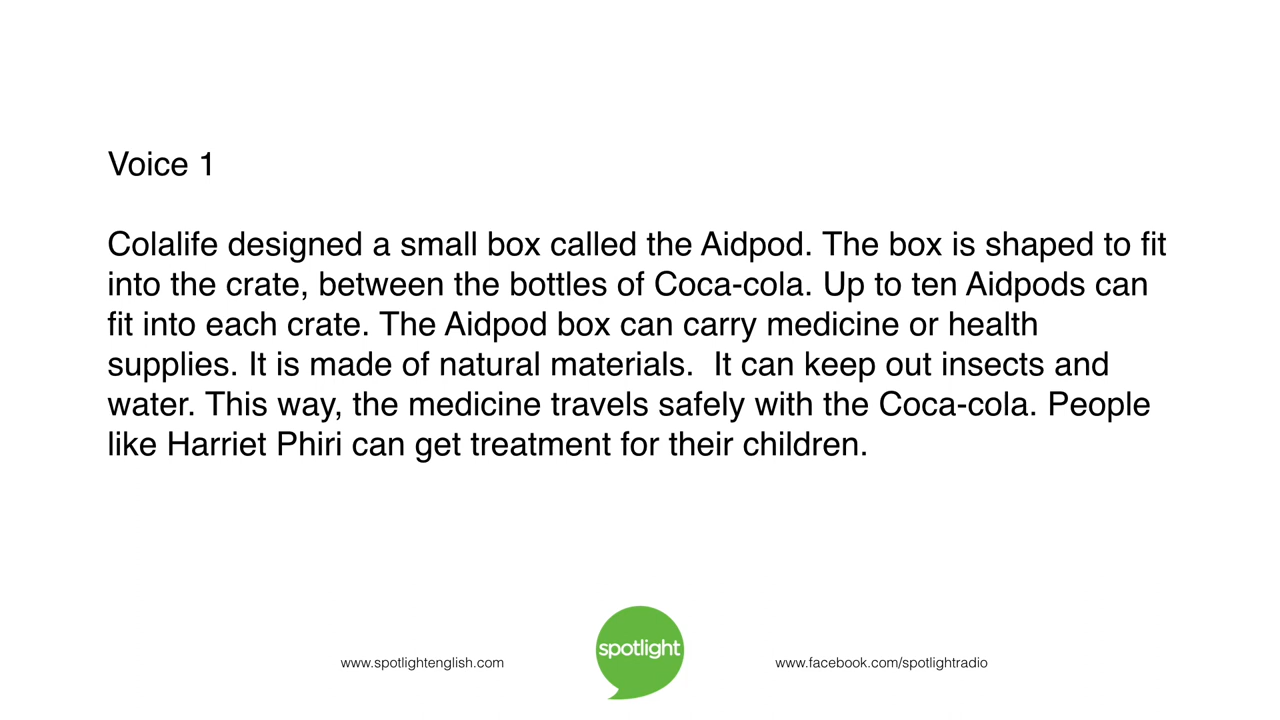 Voice 1
Colalife designed a small box called the Aidpod. The box is shaped to fit
into the crate, between the bottles of Coca-cola. Up to ten Aidpods can
fit into each crate. The Aidpod box can carry medicine or health
supplies. It is made of natural materials.  It can keep out insects and
water. This way, the medicine travels safely with the Coca-cola. People
like Harriet Phiri can get treatment for their children.
www.spotlightenglish.com
spotlight
www.facebook.com/spotlightradio